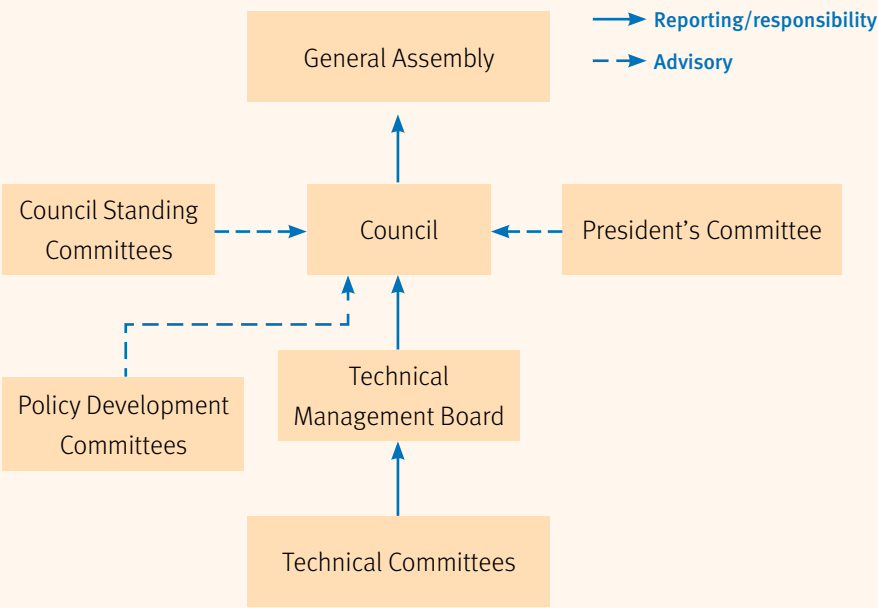 General Assembly
Reporting/responsibility
Advisory
Council Standing
Committees
Council
President’s Committee
Policy Development
Committees
Technical
Management Board
Technical Committees